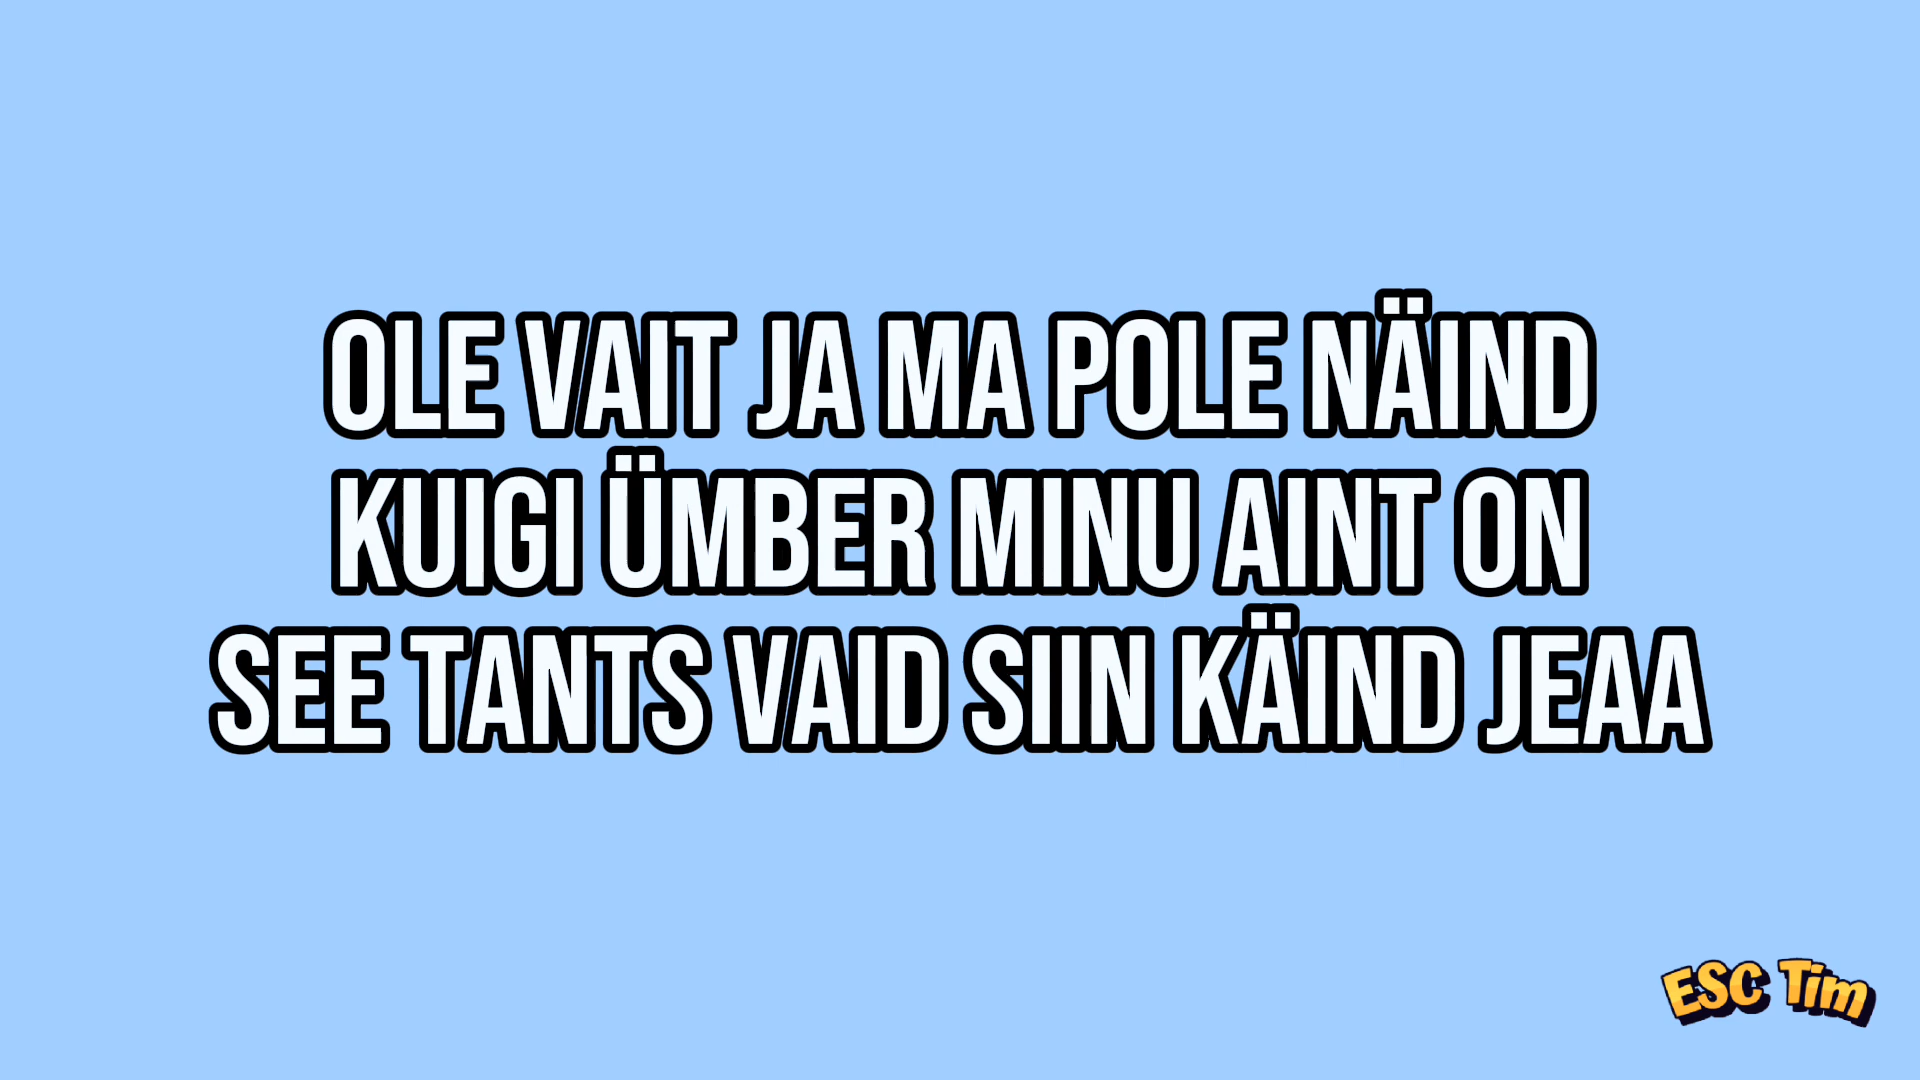 OLE VAIT JA MA POLE NÄIND
KUIGI ÜMBER MINU AINT ON
SEE TANTS VAID SIIN KÄIND JEAA
ESC Tim